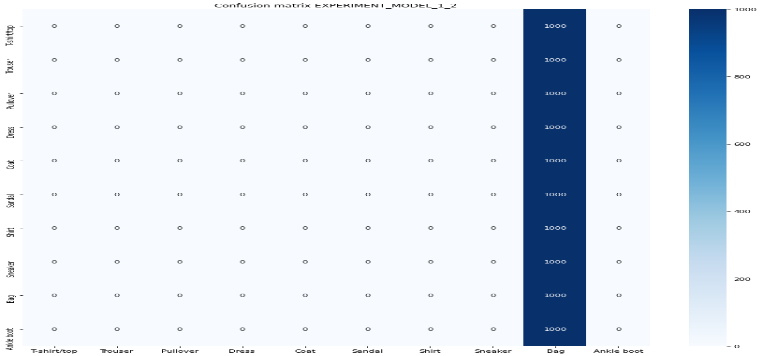 Confusion matrix EXPERIMENT_MODEL_1_2
T-shirt/top 0 0 0 0 0 0 0 0 1000 0
Trouser 0 0 0 0 0 0 0 0 1000 0
Pullover 0 0 0 0 0 0 0 0 1000 0
Dress 0 0 0 0 0 0 0 0 1000 0
Coat 0 0 0 0 0 0 0 0 1000 0
Sandal 0 0 0 0 0 0 0 0 1000 0
Shirt 0 0 0 0 0 0 0 0 1000 0
Sneaker 0 0 0 0 0 0 0 0 1000 0
Bag 0 0 0 0 0 0 0 0 1000 0
Ankle boot 0 0 0 0 0 0 0 0 1000 0
T-shirt/top Trouser Pullover Dress Coat Sandal Shirt Sneaker Bag Ankle boot
1000
800
600
400
200
0